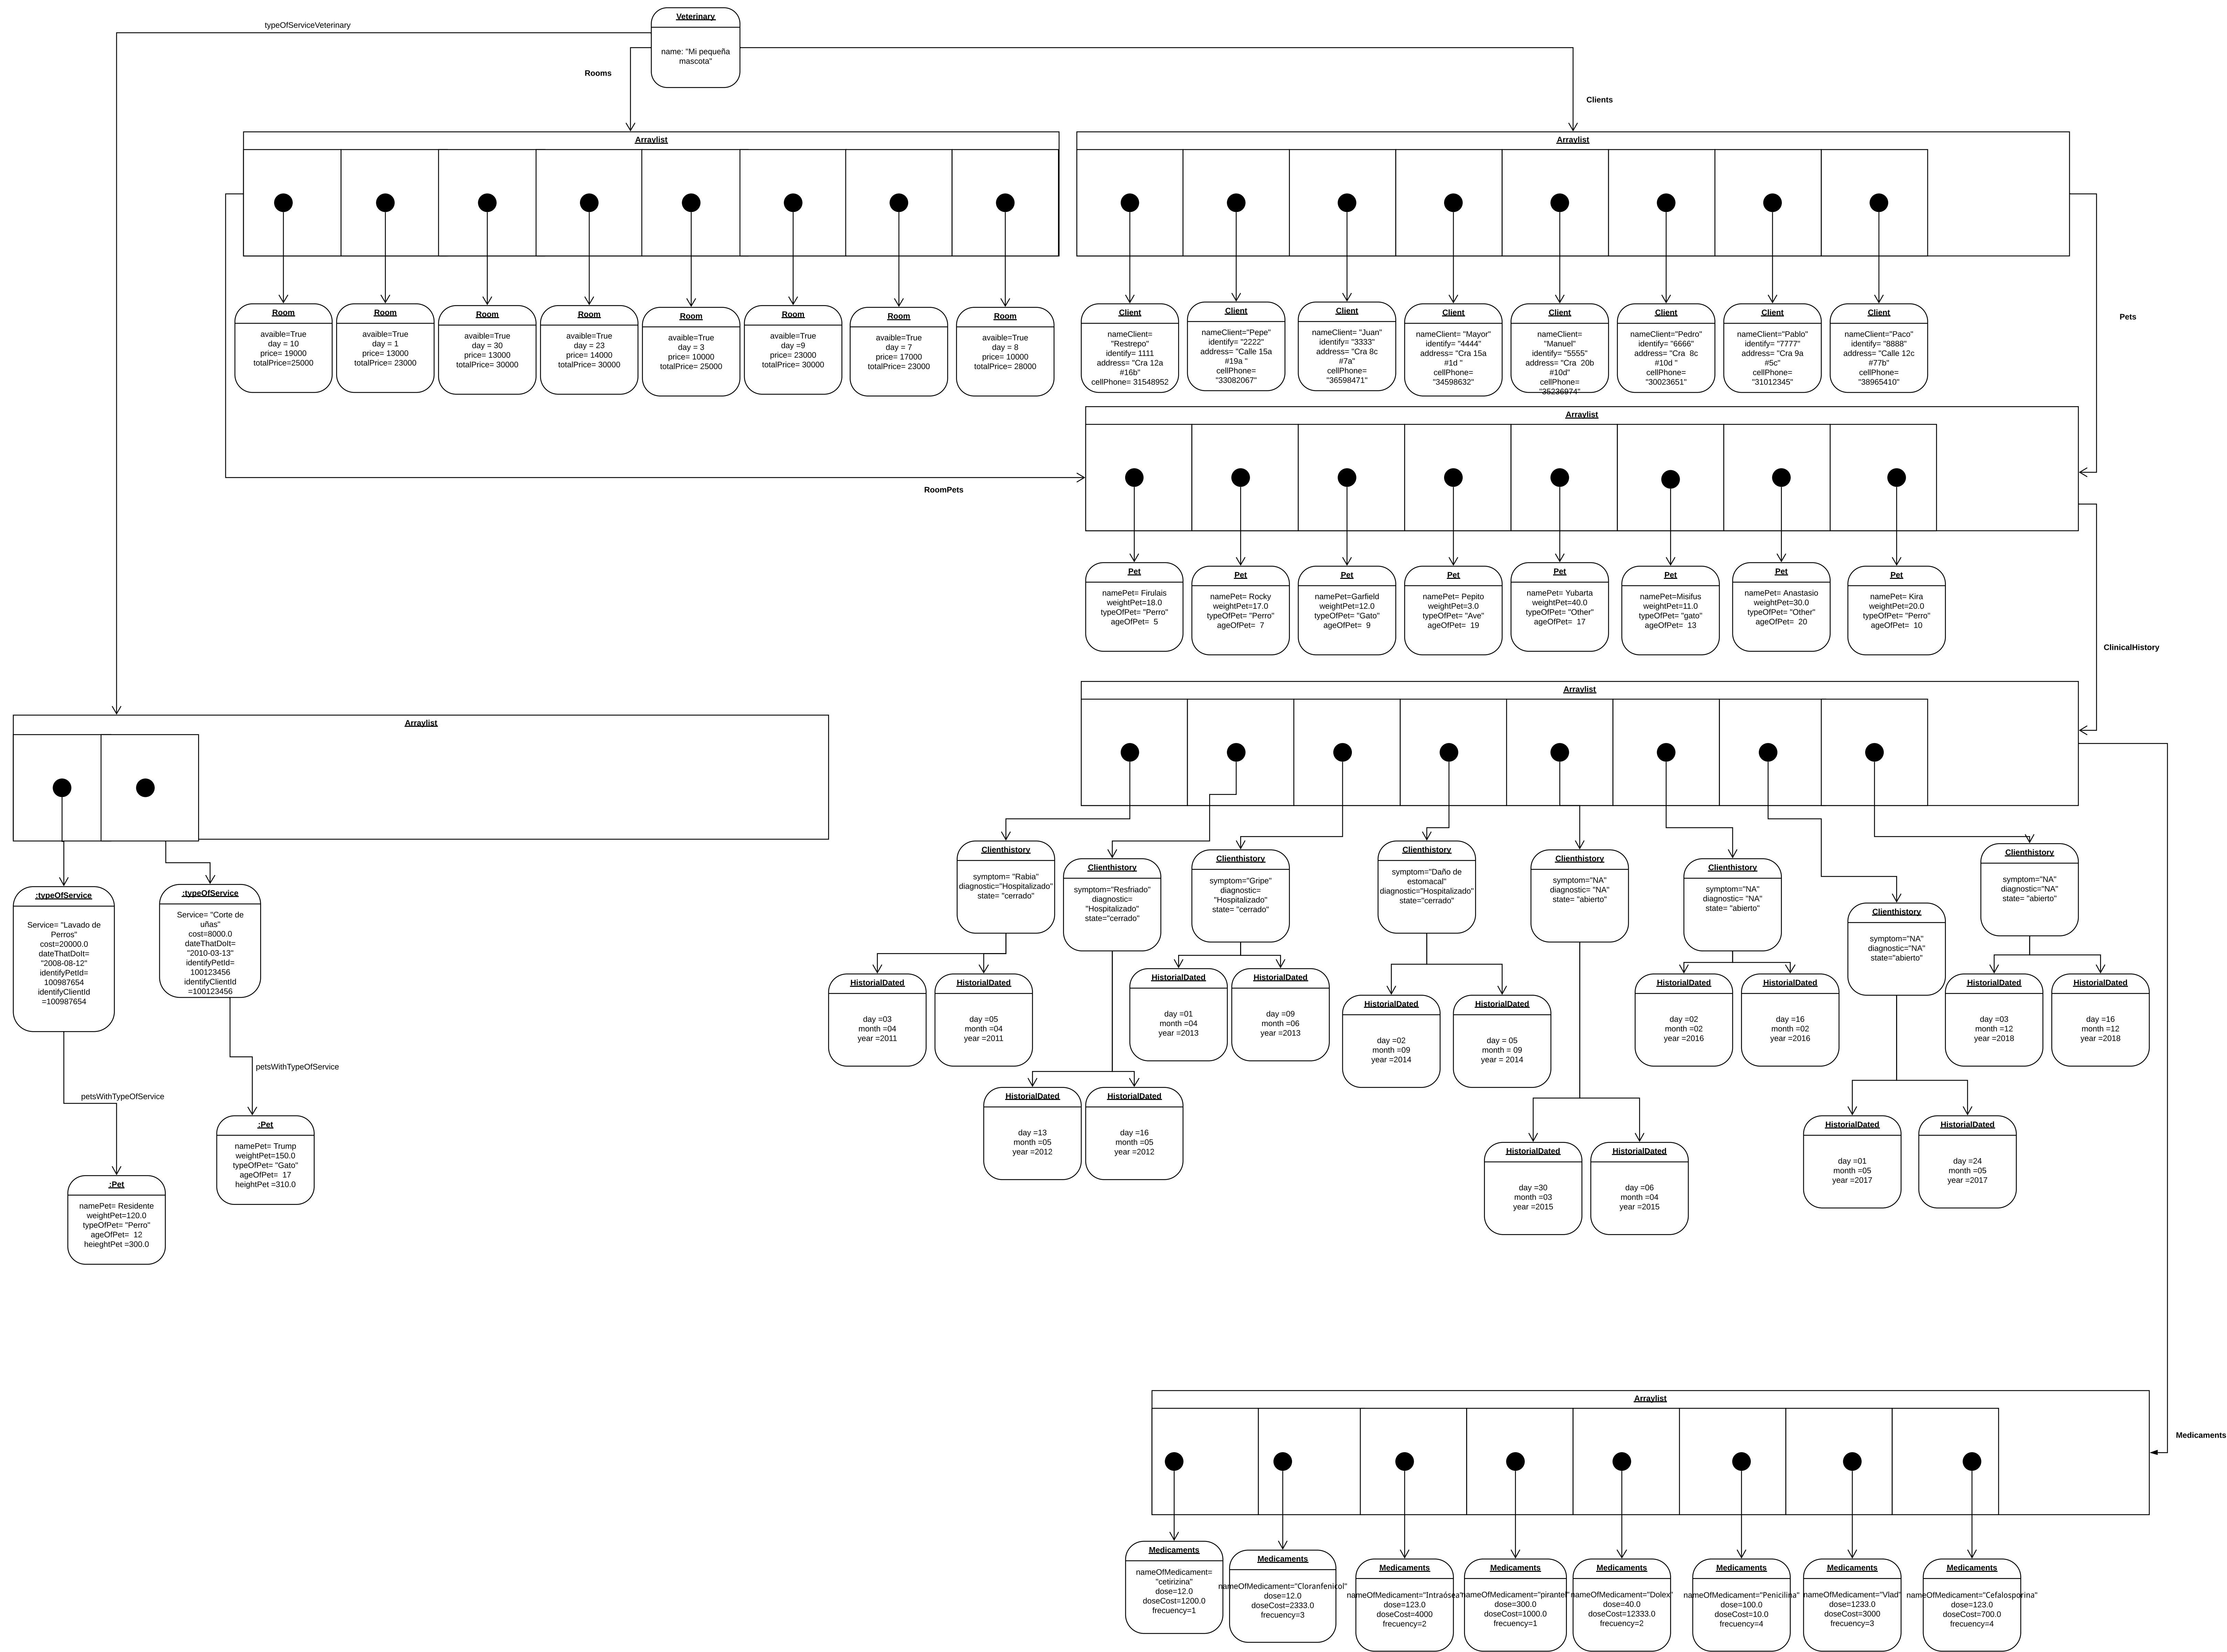 Veterinary
name: "Mi pequeña
mascota"
typeOfServiceVeterinary
Rooms
Clients
Arraylist
Arraylist
Room
avaible=True
day = 10
price= 19000
totalPrice=25000
Room
avaible=True
day = 1
price= 13000
totalPrice= 23000
Room
avaible=True
day = 30
price= 13000
totalPrice= 30000
Room
avaible=True
day = 23
price= 14000
totalPrice= 30000
Room
avaible=True
day = 3
price= 10000
totalPrice= 25000
Room
avaible=True
day =9
price= 23000
totalPrice= 30000
Room
avaible=True
day = 7
price= 17000
totalPrice= 23000
Room
avaible=True
day = 8
price= 10000
totalPrice= 28000
Client
nameClient=
"Restrepo"
identify= 1111
address= "Cra 12a
#16b"
cellPhone= 31548952
Client
nameClient="Pepe"
identify= "2222"
address= "Calle 15a
#19a "
cellPhone=
"33082067"
Client
nameClient= "Juan"
identify= "3333"
address= "Cra 8c
#7a"
cellPhone=
"36598471"
Client
nameClient= "Mayor"
identify= "4444"
address= "Cra 15a
#1d "
cellPhone=
"34598632"
Client
nameClient=
"Manuel"
identify= "5555"
address= "Cra 20b
#10d"
cellPhone=
"35236974"
Client
nameClient="Pedro"
identify= "6666"
address= "Cra 8c
#10d "
cellPhone=
"30023651"
Client
nameClient="Pablo"
identify= "7777"
address= "Cra 9a
#5c"
cellPhone=
"31012345"
Client
nameClient="Paco"
identify= "8888"
address= "Calle 12c
#77b"
cellPhone=
"38965410"
Pets
RoomPets
Arraylist
Pet
namePet= Firulais
weightPet=18.0
typeOfPet= "Perro"
ageOfPet= 5
Pet
namePet= Rocky
weightPet=17.0
typeOfPet= "Perro"
ageOfPet= 7
Pet
namePet=Garfield
weightPet=12.0
typeOfPet= "Gato"
ageOfPet= 9
Pet
namePet= Pepito
weightPet=3.0
typeOfPet= "Ave"
ageOfPet= 19
Pet
namePet= Yubarta
weightPet=40.0
typeOfPet= "Other"
ageOfPet= 17
Pet
namePet=Misifus
weightPet=11.0
typeOfPet= "gato"
ageOfPet= 13
Pet
namePet= Anastasio
weightPet=30.0
typeOfPet= "Other"
ageOfPet= 20
Pet
namePet= Kira
weightPet=20.0
typeOfPet= "Perro"
ageOfPet= 10
ClinicalHistory
Arraylist
Arraylist
:typeOfService
Service= "Lavado de
Perros"
cost=20000.0
dateThatDoIt=
"2008-08-12"
identifyPetId=
100987654
identifyClientId
=100987654
:typeOfService
Service= "Corte de
uñas"
cost=8000.0
dateThatDoIt=
"2010-03-13"
identifyPetId=
100123456
identifyClientId
=100123456
petsWithTypeOfService
petsWithTypeOfService
:Pet
namePet= Trump
weightPet=150.0
typeOfPet= "Gato"
ageOfPet= 17
heightPet =310.0
:Pet
namePet= Residente
weightPet=120.0
typeOfPet= "Perro"
ageOfPet= 12
heieghtPet =300.0
Clienthistory
symptom= "Rabia"
diagnostic="Hospitalizado"
state= "cerrado"
Clienthistory
symptom="Resfriado"
diagnostic=
"Hospitalizado"
state="cerrado"
Clienthistory
symptom="Gripe"
diagnostic=
"Hospitalizado"
state= "cerrado"
Clienthistory
symptom="Daño de
estomacal"
diagnostic="Hospitalizado"
state="cerrado"
Clienthistory
symptom="NA"
diagnostic= "NA"
state= "abierto"
Clienthistory
symptom="NA"
diagnostic= "NA"
state= "abierto"
Clienthistory
symptom="NA"
diagnostic="NA"
state="abierto"
Clienthistory
symptom="NA"
diagnostic="NA"
state= "abierto"
HistorialDated
day =03
month =04
year =2011
HistorialDated
day =05
month =04
year =2011
HistorialDated
day =01
month =04
year =2013
HistorialDated
day =09
month =06
year =2013
HistorialDated
day =02
month =09
year =2014
HistorialDated
day = 05
month = 09
year = 2014
HistorialDated
day =02
month =02
year =2016
HistorialDated
day =16
month =02
year =2016
HistorialDated
day =03
month =12
year =2018
HistorialDated
day =16
month =12
year =2018
HistorialDated
day =13
month =05
year =2012
HistorialDated
day =16
month =05
year =2012
HistorialDated
day =30
month =03
year =2015
HistorialDated
day =06
month =04
year =2015
HistorialDated
day =01
month =05
year =2017
HistorialDated
day =24
month =05
year =2017
Arraylist
Medicaments
Medicaments
nameOfMedicament=
"cetirizina"
dose=12.0
doseCost=1200.0
frecuency=1
Medicaments
nameOfMedicament="Cloranfenicol"
dose=12.0
doseCost=2333.0
frecuency=3
Medicaments
nameOfMedicament="Intraósea"
dose=123.0
doseCost=4000
frecuency=2
Medicaments
nameOfMedicament="pirantel"
dose=300.0
doseCost=1000.0
frecuency=1
Medicaments
nameOfMedicament="Dolex"
dose=40.0
doseCost=12333.0
frecuency=2
Medicaments
nameOfMedicament="Penicilina"
dose=100.0
doseCost=10.0
frecuency=4
Medicaments
nameOfMedicament="Vlad"
dose=1233.0
doseCost=3000
frecuency=3
Medicaments
nameOfMedicament="Cefalosporina"
dose=123.0
doseCost=700.0
frecuency=4